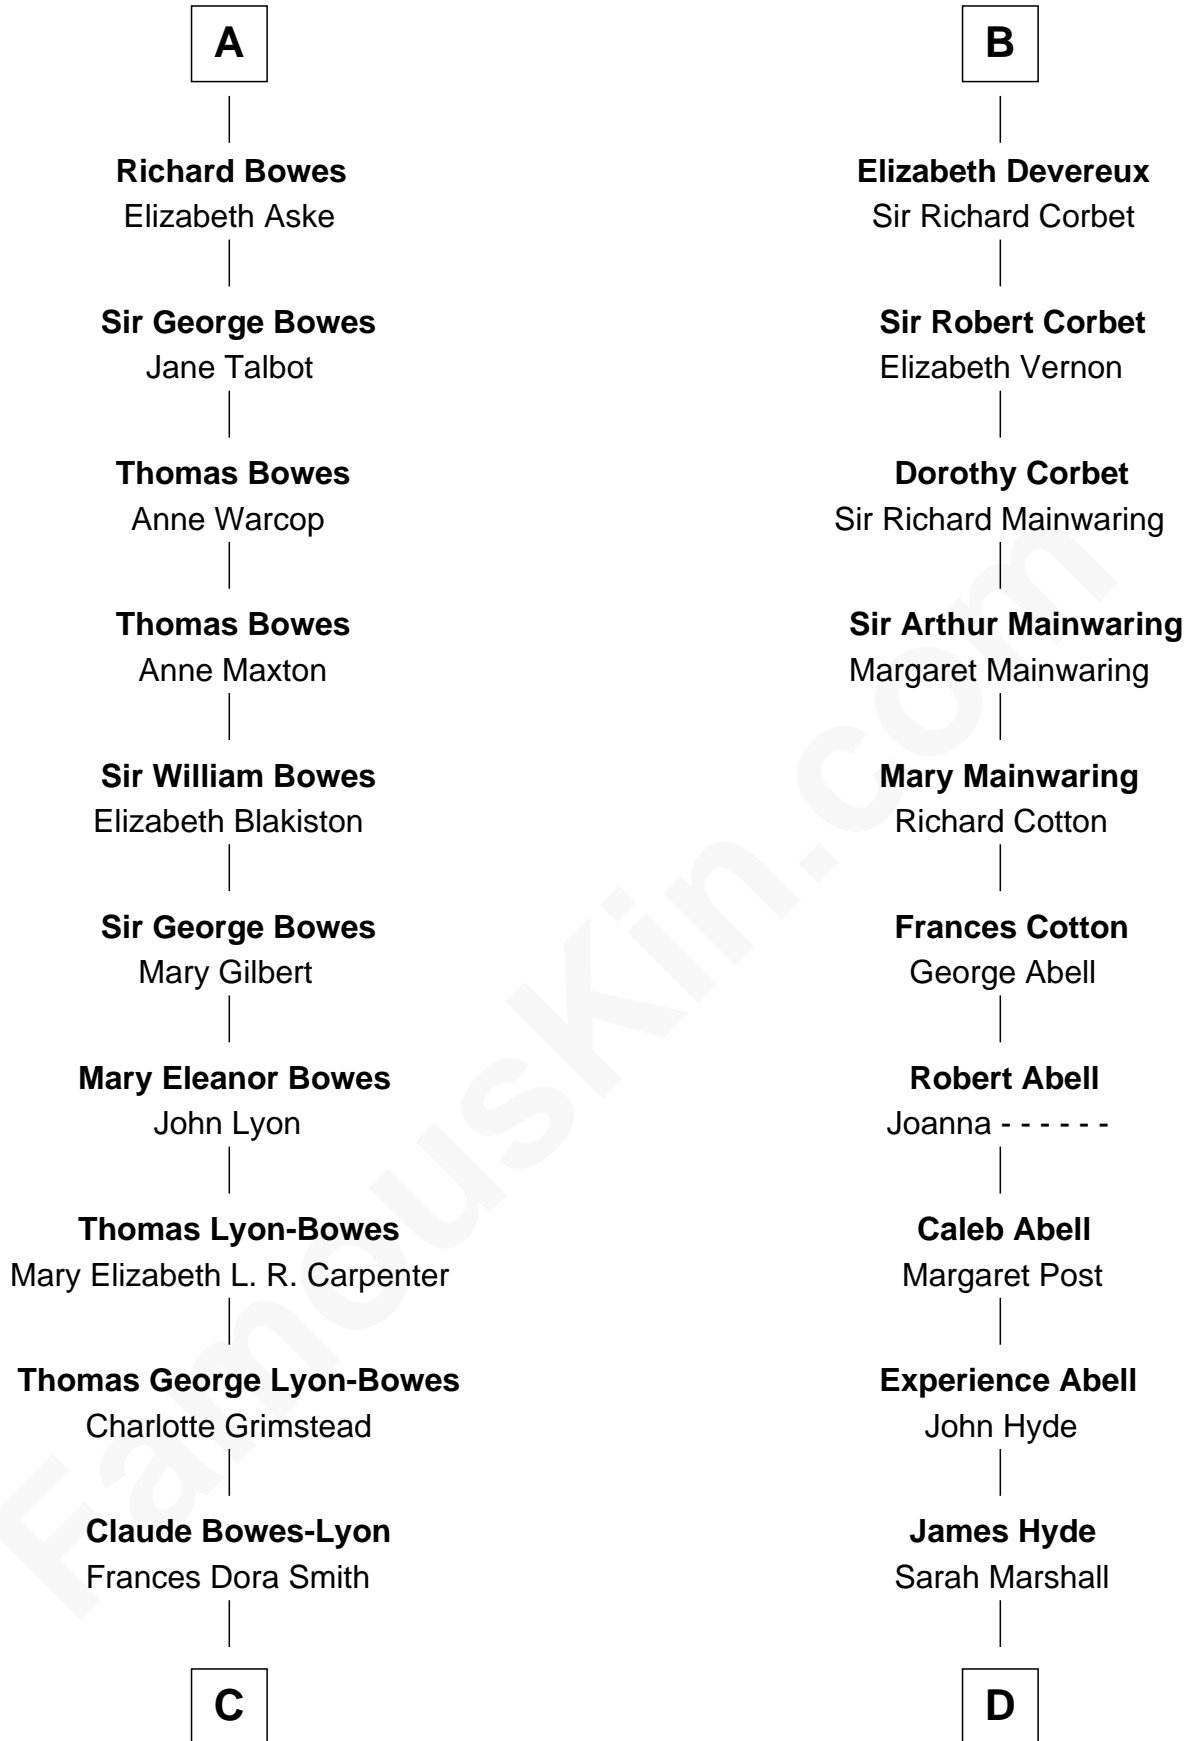 A
Richard Bowes
Elizabeth Aske
Sir George Bowes
Jane Talbot
Thomas Bowes
Anne Warcop
Thomas Bowes
Anne Maxton
Sir William Bowes
Elizabeth Blakiston
Sir George Bowes
Mary Gilbert
Mary Eleanor Bowes
John Lyon
Thomas Lyon-Bowes
Mary Elizabeth L. R. Carpenter
Thomas George Lyon-Bowes
Charlotte Grimstead
Claude Bowes-Lyon
Frances Dora Smith
C
B
Elizabeth Devereux
Sir Richard Corbet
Sir Robert Corbet
Elizabeth Vernon
Dorothy Corbet
Sir Richard Mainwaring
Sir Arthur Mainwaring
Margaret Mainwaring
Mary Mainwaring
Richard Cotton
Frances Cotton
George Abell
Robert Abell
Joanna - - - - - -
Caleb Abell
Margaret Post
Experience Abell
John Hyde
James Hyde
Sarah Marshall
D
FamousKin.com